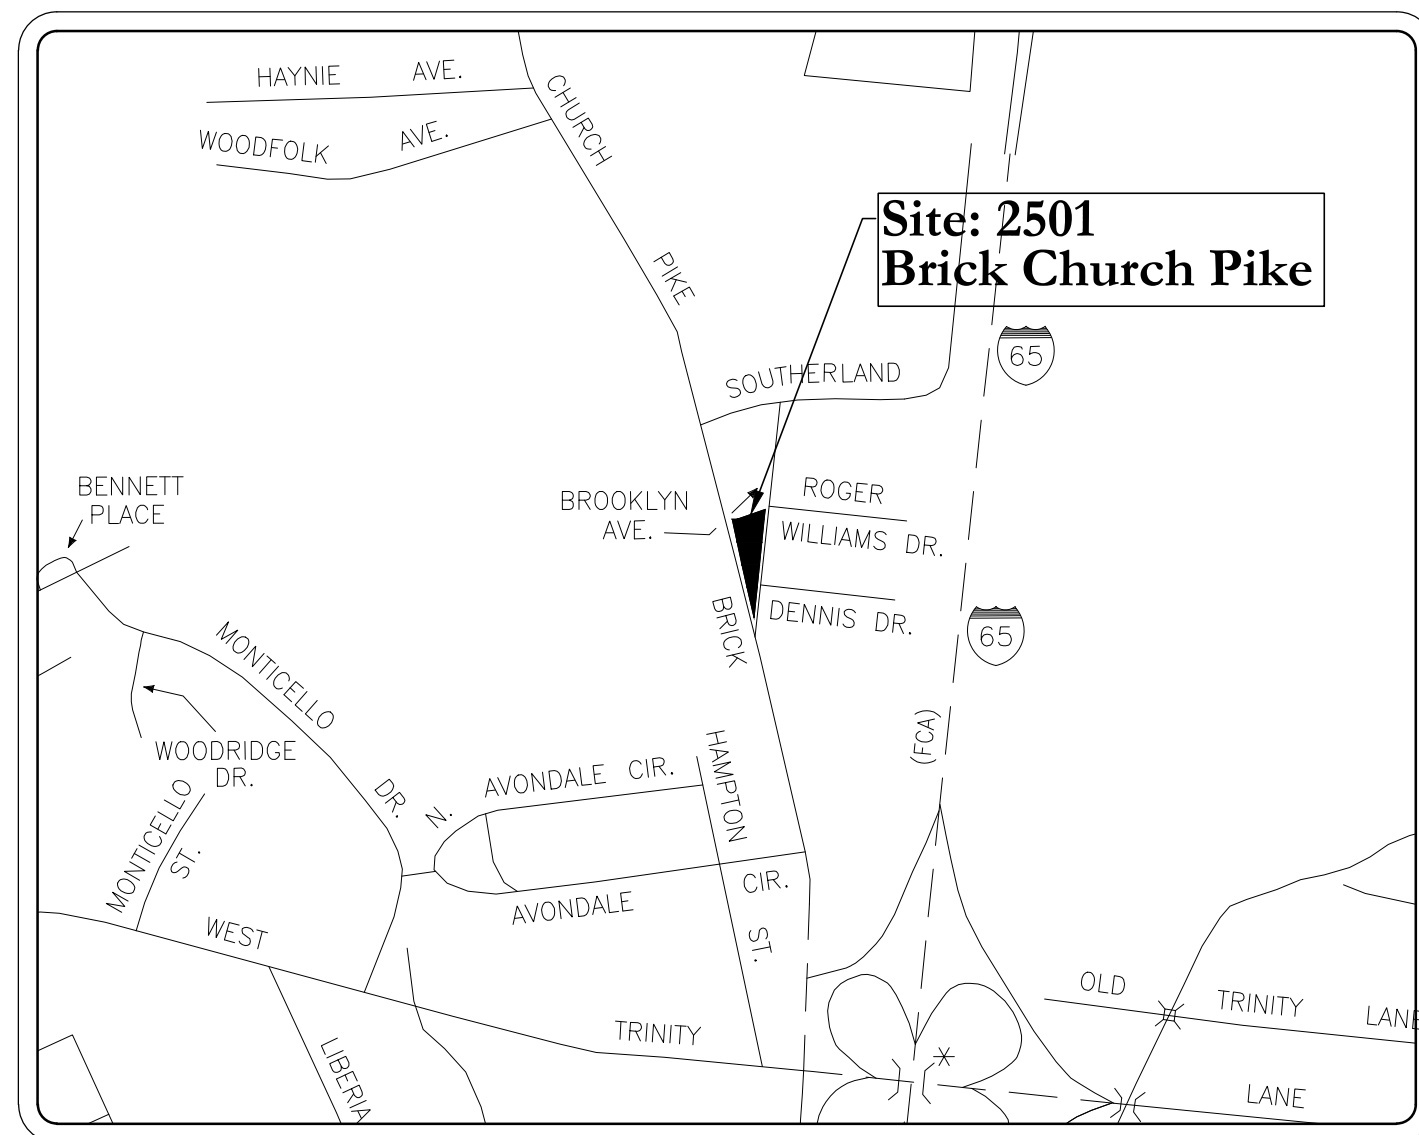 HAYNIE AVE.
WOODFOLK AVE.
CHURCH
PIKE
Site: 2501
Brick Church Pike
65
SOUTHERLAND
BENNETT
PLACE
BROOKLYN
AVE.
ROGER
WILLIAMS DR.
DENNIS DR.
BRICK
65
MONTICELLO
DR.
WOODRIDGE
DR.
MONTICELLO
ST.
N.
AVONDALE CIR.
HAMPTON
ST.
(FCA)
AVONDALE
CIR.
WEST
TRINITY
LANE
LIBERIA
OLD TRINITY LANE